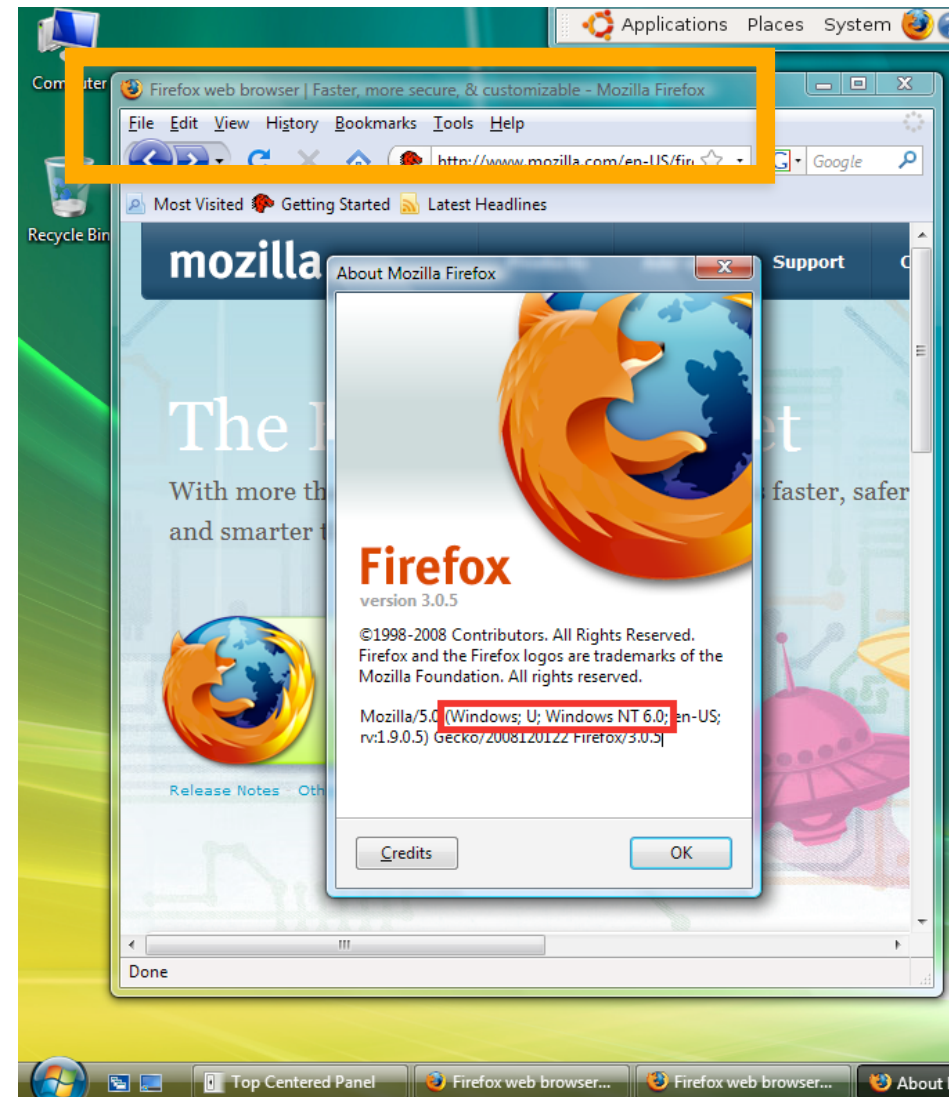 Applications Places System
Computer
Firefox web browser | Faster, more secure, & customizable - Mozilla Firefox
File Edit View History Bookmarks Tools Help
http://www.mozilla.com/en-US/fir
G Google
Most Visited Getting Started Latest Headlines
Recycle Bin
mozilla
Support
About Mozilla Firefox
The
With more
faster, safer
and smarter
Firefox
version 3.0.5
©1998-2008 Contributors. All Rights Reserved.
Firefox and the Firefox logos are trademarks of the
Mozilla Foundation. All rights reserved.
Mozilla/5.0 (Windows; U; Windows NT 6.0; en-US;
rv:1.9.0.5) Gecko/2008120122 Firefox/3.0.5
Release Notes
Credits OK
Done
Top Centered Panel Firefox web browser... Firefox web browser... About